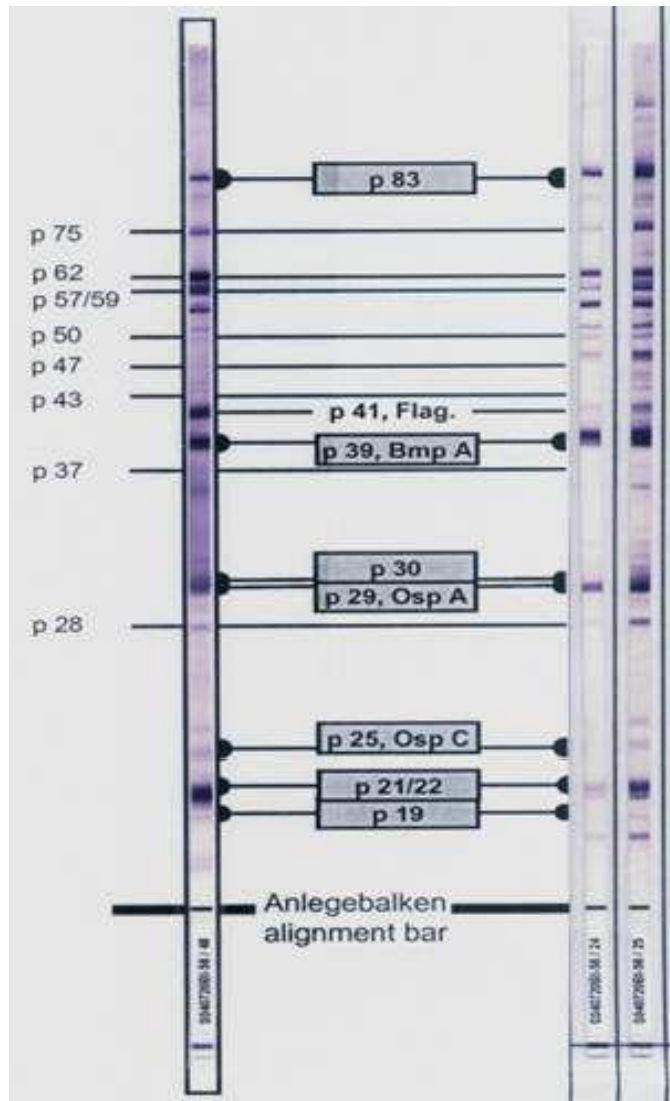 p 83
p 75
p 62
p 57/59
p 50
p 47
p 43
p 41, Flag.
p 39, Bmp A
p 37
p 30
p 29, Osp A
p 28
p 25, Osp C
p 21/22
p 19
Anlegebalken
alignment bar